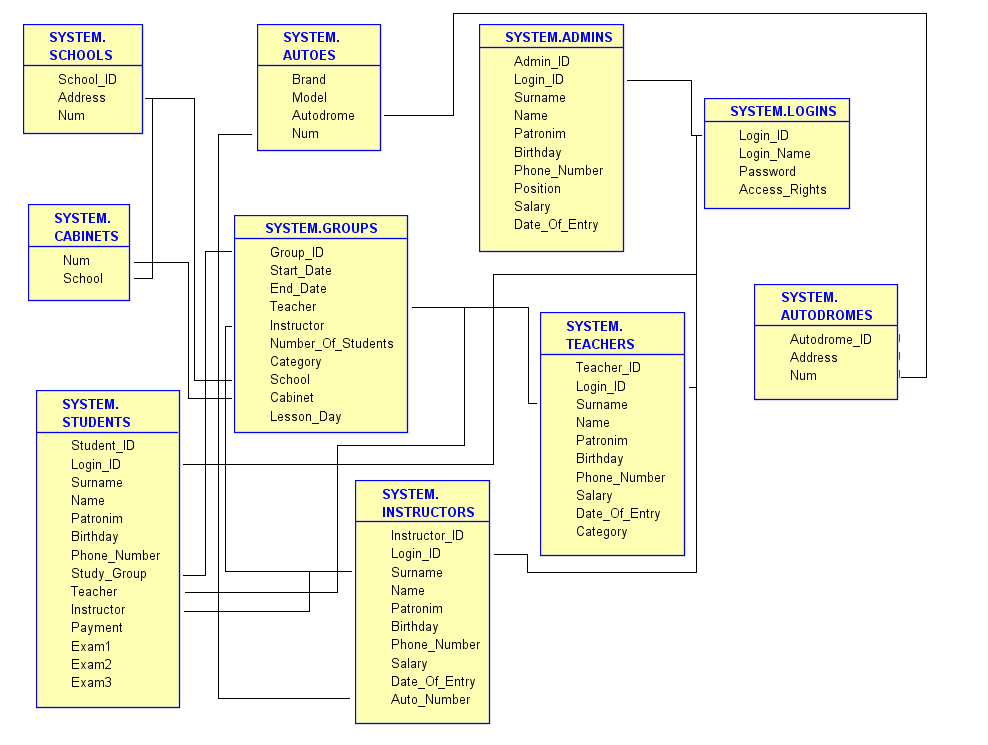 SYSTEM.
SCHOOLS
School_ID
Address
Num
SYSTEM.
AUTOES
Brand
Model
Autodrome
Num
SYSTEM.ADMINS
Admin_ID
Login_ID
Surname
Name
Patronim
Birthday
Phone_Number
Position
Salary
Date_Of_Entry
SYSTEM.LOGINS
Login_ID
Login_Name
Password
Access_Rights
SYSTEM.
CABINETS
Num
School
SYSTEM.GROUPS
Group_ID
Start_Date
End_Date
Teacher
Instructor
Number_Of_Students
Category
School
Cabinet
Lesson_Day
SYSTEM.
TEACHERS
Teacher_ID
Login_ID
Surname
Name
Patronim
Birthday
Phone_Number
Salary
Date_Of_Entry
Category
SYSTEM.
AUTODROMES
Autodrome_ID
Address
Num
SYSTEM.
STUDENTS
Student_ID
Login_ID
Surname
Name
Patronim
Birthday
Phone_Number
Study_Group
Teacher
Instructor
Payment
Exam1
Exam2
Exam3
SYSTEM.
INSTRUCTORS
Instructor_ID
Login_ID
Surname
Name
Patronim
Birthday
Phone_Number
Salary
Date_Of_Entry
Auto_Number